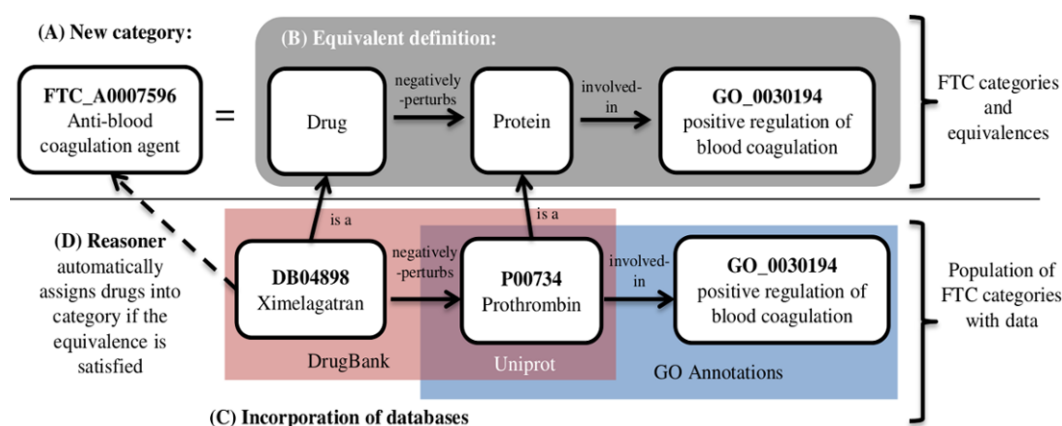 (A) New category:
FTC_A0007596
Anti-blood
coagulation agent
=
(B) Equivalent definition:
Drug
negatively
-perturbs
Protein
involved-
in
GO_0030194
positive regulation of
blood coagulation
FTC categories
and
equivalences
is a
is a
(D) Reasoner
automatically
assigns drugs into
category if the
equivalence is
satisfied
DB04898
Ximelagatran
negatively
-perturbs
P00734
Prothrombin
involved-
in
GO_0030194
positive regulation of
blood coagulation
Population of
FTC categories
with data
DrugBank
Uniprot
GO Annotations
(C) Incorporation of databases